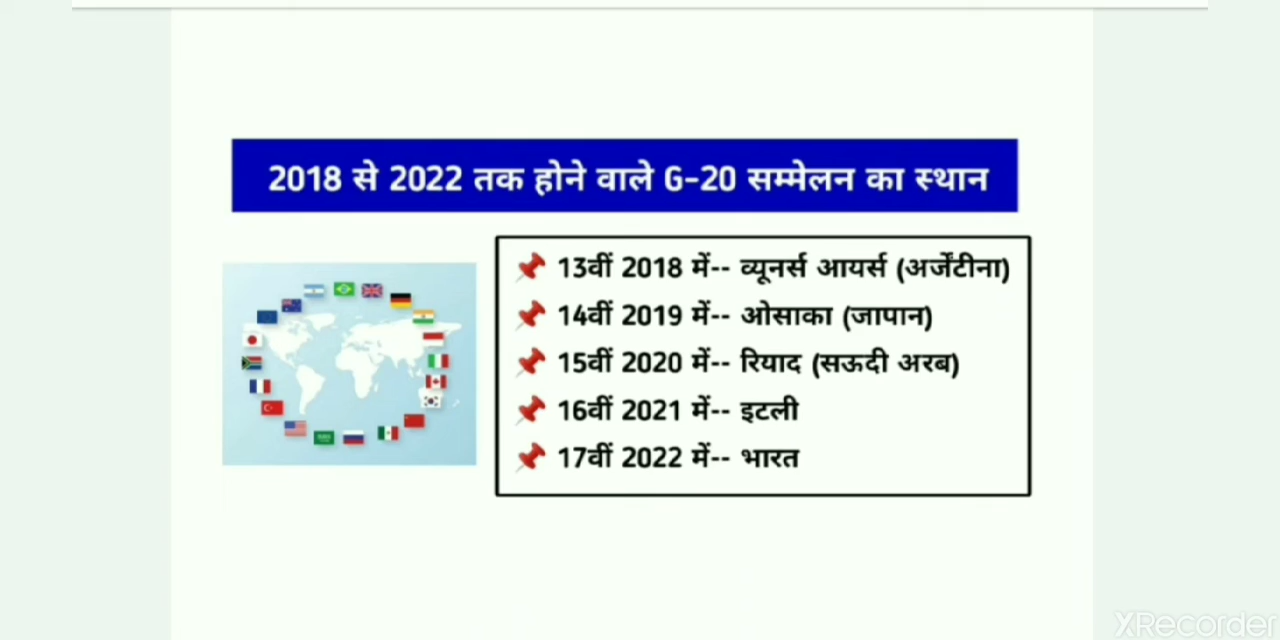 2018 से 2022 तक होने वाले G-20 सम्मेलन का स्थान
13वीं 2018 में-- व्यूनर्स आयर्स (अर्जेंटीना)
14वीं 2019 में-- ओसाका (जापान)
15वीं 2020 में-- रियाद (सऊदी अरब)
16वीं 2021 में-- इटली
17वीं 2022 में-- भारत
XRecorder